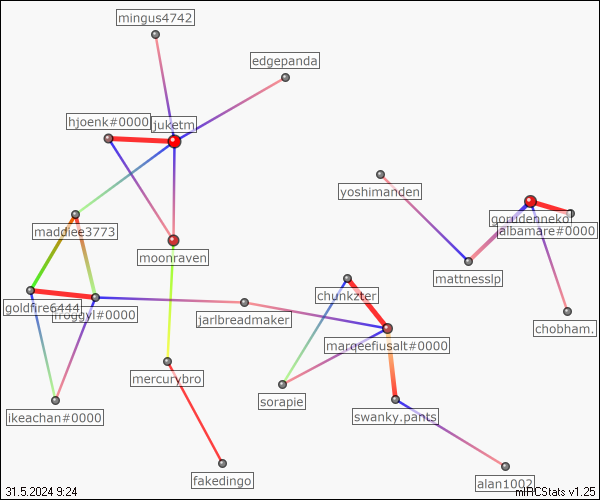 mingus4742
edgepanda
hjoenk#0000
juketm
yoshimanden
albamare#0000
maddiee3773
moonraven
mattnesslp
chunkzter
goldfire6444
froggyl#0000
jarlbreadmaker
chobham.
marqeefiusalt#0000
mercurybro
sorapie
ikeachan#0000
swanky.pants
fakedingo
alan1002
31.5.2024 9:24
mIRCStats v1.25